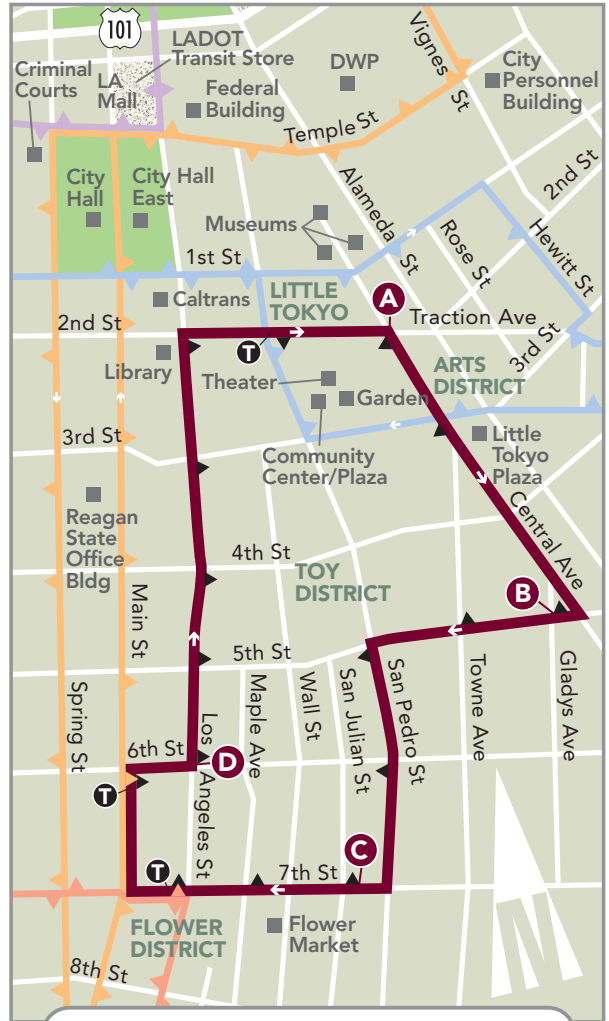 101
LADOT
Transit Store
Criminal
Courts
LA
Mall
Federal
Building
DWP
Vignes St
City
Personnel
Building
Temple St
City
Hall
City Hall
East
Museums
Alameda St
2nd St
Rose St
Hewitt St
1st St
LITTLE
TOKYO
A
Caltrans
2nd St
Traction Ave
T
Library
Theater
Garden
ARTS
DISTRICT
3rd St
3rd St
Community
Center/Plaza
Little
Tokyo
Plaza
Reagan
State
Office
Bldg
Central Ave
4th St
TOY
DISTRICT
B
Main St
5th St
Spring St
Los Angeles St
Maple Ave
Wall St
San Julian St
San Pedro St
Towne Ave
Gladys Ave
6th St
D
T
T
7th St
C
FLOWER
DISTRICT
Flower
Market
8th St